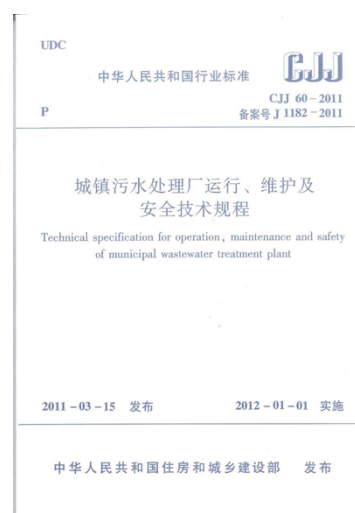 UDC
中华人民共和国行业标准 CJJ
CJJ 60-2011
P 备案号 J 1182-2011
城镇污水处理厂运行、维护及
安全技术规程
Technical specification for operation, maintenance and safety
of municipal wastewater treatment plant
2011-03-15 发布 2012-01-01 实施
中华人民共和国住房和城乡建设部 发布